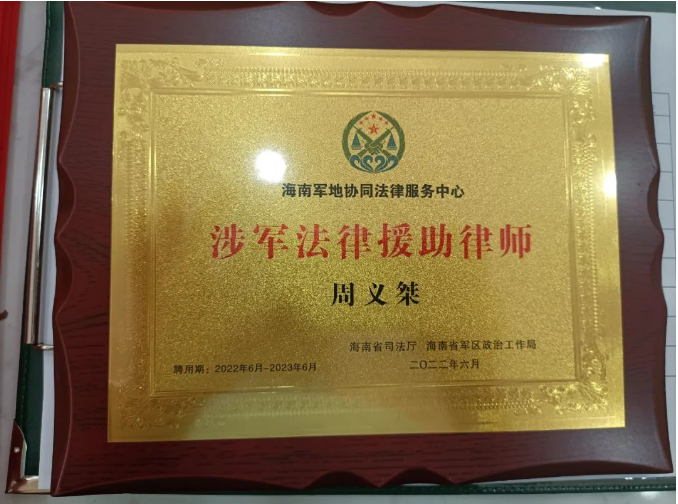 海南军地协同法律服务中心
涉军法律援助律师
周义桀
海南省司法厅 海南省军区政治工作局
聘用期：2022年6月-2023年6月 二〇二二年六月